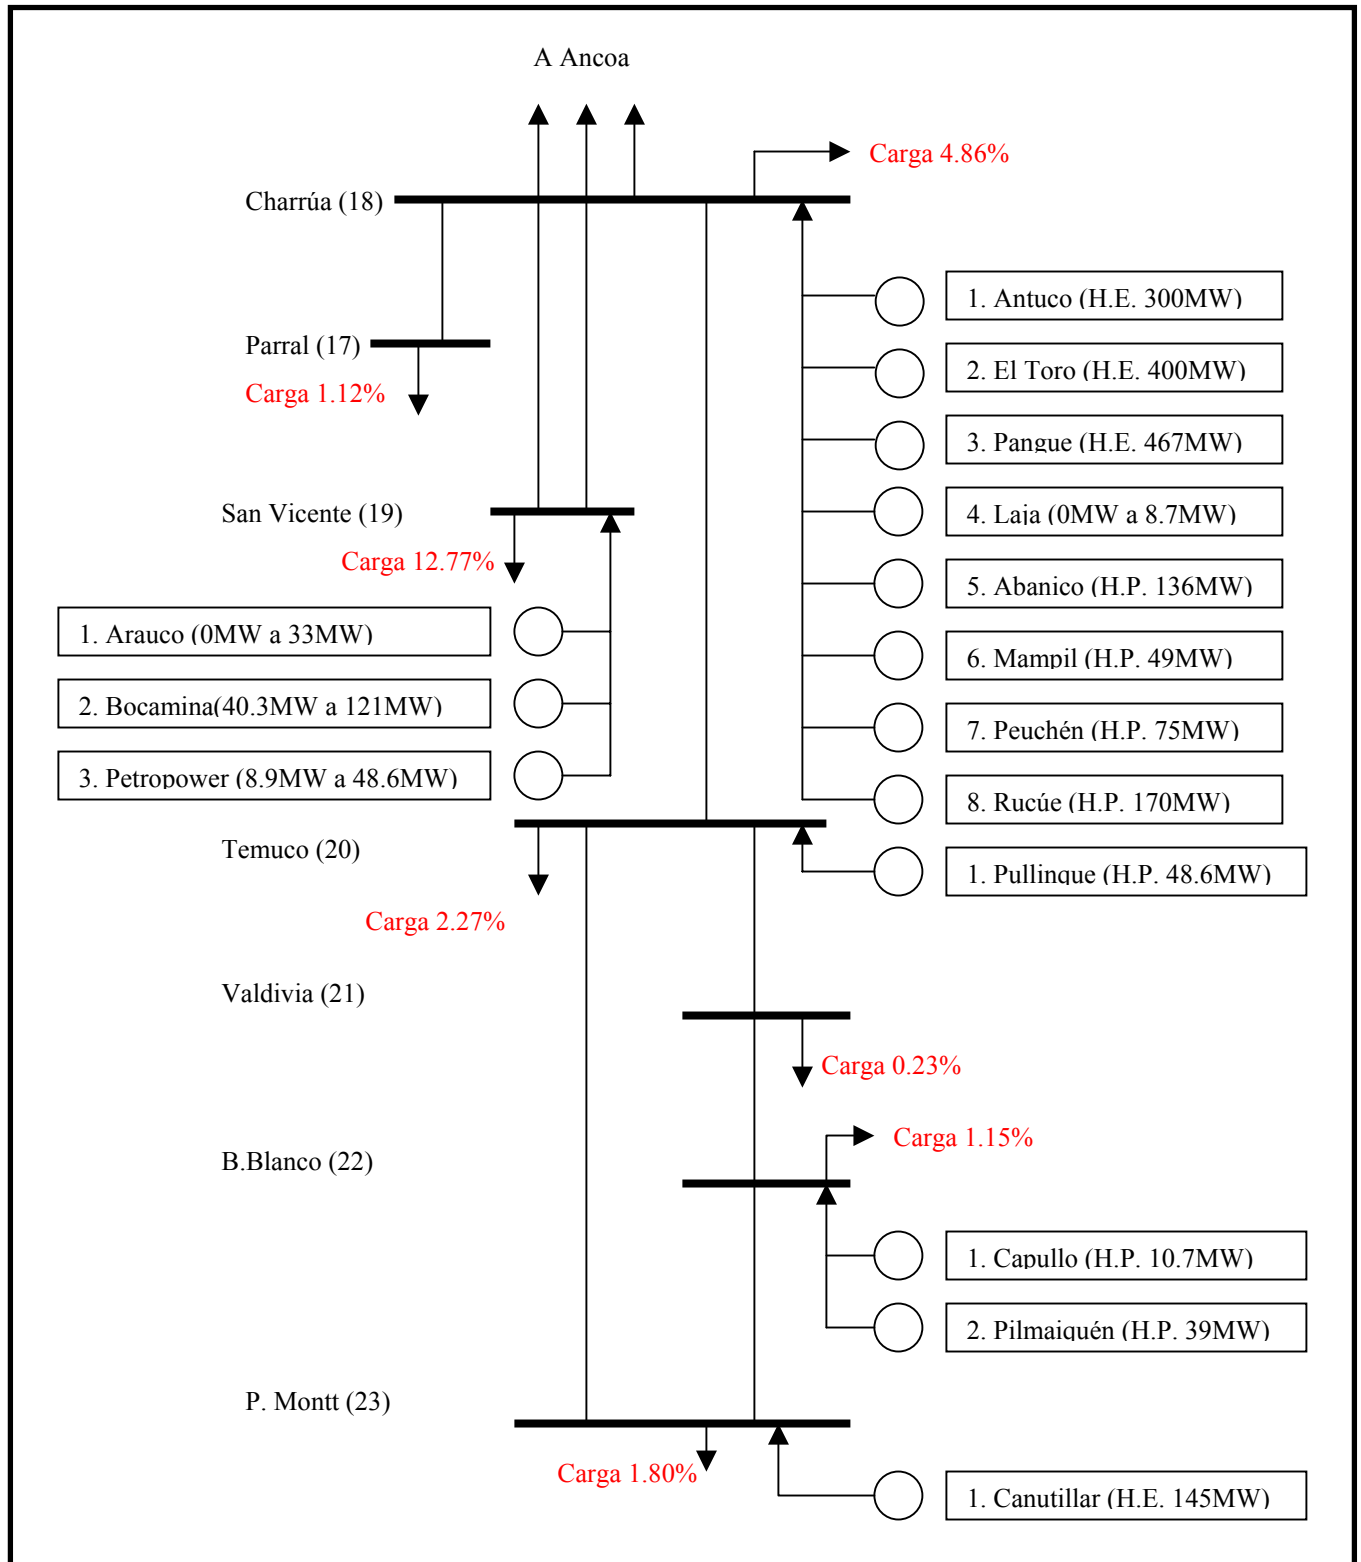 A Ancoa
Carga 4.86%
Charrúa (18)
1. Antuco (H.E. 300MW)
Parral (17)
2. El Toro (H.E. 400MW)
Carga 1.12%
3. Pangue (H.E. 467MW)
San Vicente (19)
4. Laja (0MW a 8.7MW)
Carga 12.77%
5. Abanico (H.P. 136MW)
1. Arauco (0MW a 33MW)
6. Mampil (H.P. 49MW)
2. Bocamina(40.3MW a 121MW)
7. Peuchén (H.P. 75MW)
3. Petropower (8.9MW a 48.6MW)
8. Rucúe (H.P. 170MW)
Temuco (20)
1. Pullinque (H.P. 48.6MW)
Carga 2.27%
Valdivia (21)
Carga 0.23%
Carga 1.15%
B.Blanco (22)
1. Capullo (H.P. 10.7MW)
2. Pilmaiquén (H.P. 39MW)
P. Montt (23)
Carga 1.80%
1. Canutillar (H.E. 145MW)